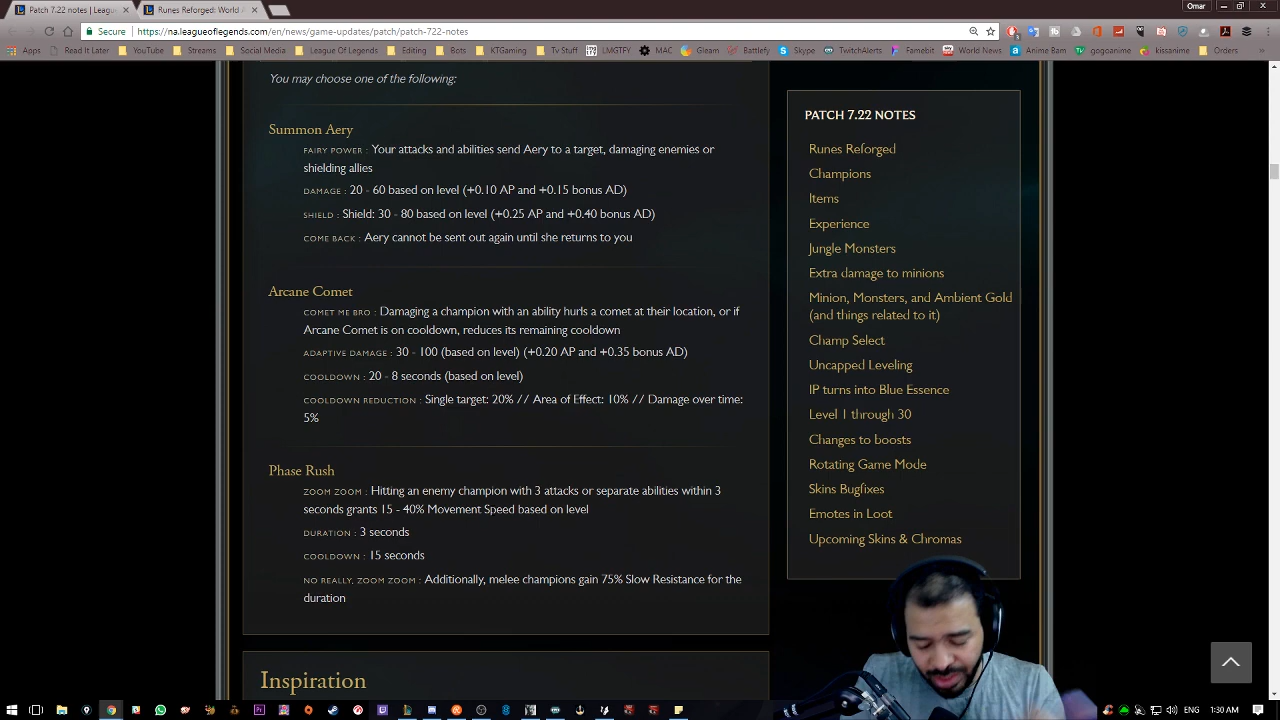 Patch 7.22 notes | Leagu
Runes Reforged: World A
Omar
Secure
https://na.leagueoflegends.com/en/news/game-updates/patch/patch-722-notes
Apps Read It Later YouTube Streams Social Media League Of Legends Editing Bots KTGaming Tv Stuff LMGTFY MAC Gleam Battlefy Skype TwitchAlerts Famebit World News Anime Bam gogoanime kissanime Orders
You may choose one of the following:
Summon Aery
FAIRY POWER : Your attacks and abilities send Aery to a target, damaging enemies or
shielding allies
DAMAGE : 20 - 60 based on level (+0.10 AP and +0.15 bonus AD)
SHIELD : Shield: 30 - 80 based on level (+0.25 AP and +0.40 bonus AD)
COME BACK : Aery cannot be sent out again until she returns to you
Arcane Comet
COMET ME BRO : Damaging a champion with an ability hurls a comet at their location, or if
Arcane Comet is on cooldown, reduces its remaining cooldown
ADAPTIVE DAMAGE : 30 - 100 (based on level) (+0.20 AP and +0.35 bonus AD)
COOLDOWN : 20 - 8 seconds (based on level)
COOLDOWN REDUCTION : Single target: 20% // Area of Effect: 10% // Damage over time:
5%
Phase Rush
ZOOM ZOOM : Hitting an enemy champion with 3 attacks or separate abilities within 3
seconds grants 15 - 40% Movement Speed based on level
DURATION : 3 seconds
COOLDOWN : 15 seconds
NO REALLY, ZOOM ZOOM : Additionally, melee champions gain 75% Slow Resistance for the
duration
Inspiration
PATCH 7.22 NOTES
Runes Reforged
Champions
Items
Experience
Jungle Monsters
Extra damage to minions
Minion, Monsters, and Ambient Gold
(and things related to it)
Champ Select
Uncapped Leveling
IP turns into Blue Essence
Level 1 through 30
Changes to boosts
Rotating Game Mode
Skins Bugfixes
Emotes in Loot
Upcoming Skins & Chromas
ENG 1:30 AM